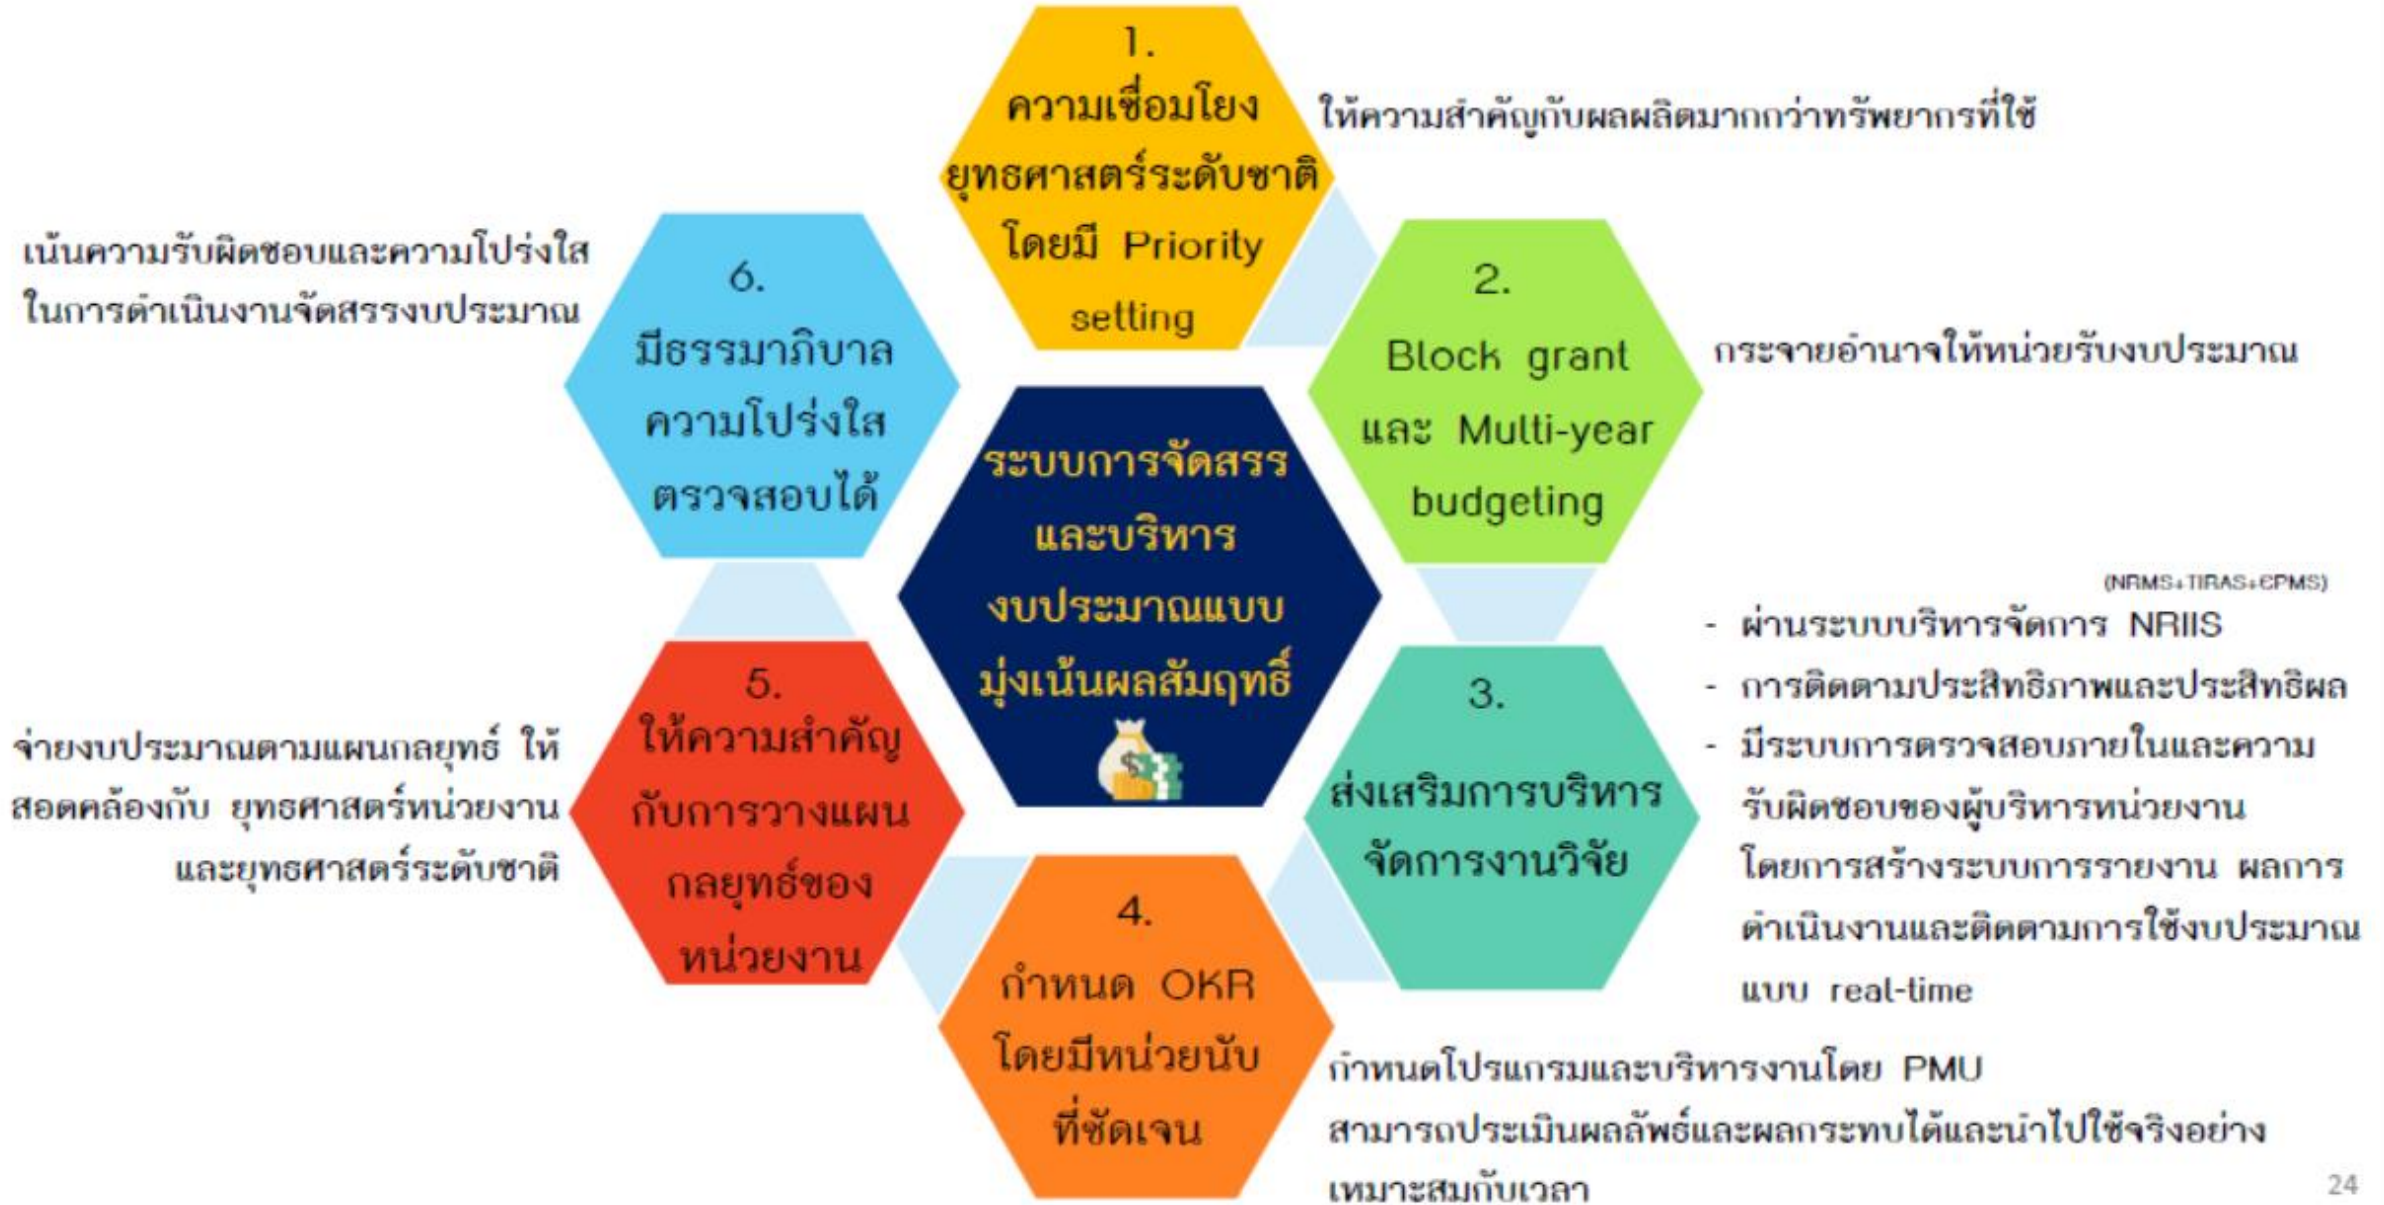 1.
ความเชื่อมโยง
ยุทธศาสตร์ระดับชาติ
โดยมี Priority
setting
ให้ความสำคัญกับผลผลิตมากกว่าทรัพยากรที่ใช้
2.
Block grant
และ Multi-year
budgeting
กระจายอำนาจให้หน่วยรับงบประมาณ
3.
ส่งเสริมการบริหาร
จัดการงานวิจัย
(NRMS+TIRAS+EPMS)
- ผ่านระบบบริหารจัดการ NRIIS
- การติดตามประสิทธิภาพและประสิทธิผล
- มีระบบการตรวจสอบภายในและความ
รับผิดชอบของผู้บริหารหน่วยงาน
โดยการสร้างระบบการรายงาน ผลการ
ดำเนินงานและติดตามการใช้งบประมาณ
แบบ real-time
4.
กำหนด OKR
โดยมีหน่วยนับ
ที่ชัดเจน
กำหนดโปรแกรมและบริหารงานโดย PMU
สามารถประเมินผลลัพธ์และผลกระทบได้และนำไปใช้จริงอย่าง
เหมาะสมกับเวลา
5.
ให้ความสำคัญ
กับการวางแผน
กลยุทธ์ของ
หน่วยงาน
จ่ายงบประมาณตามแผนกลยุทธ์ ให้
สอดคล้องกับ ยุทธศาสตร์หน่วยงาน
และยุทธศาสตร์ระดับชาติ
6.
มีธรรมาภิบาล
ความโปร่งใส
ตรวจสอบได้
เน้นความรับผิดชอบและความโปร่งใส
ในการดำเนินงานจัดสรรงบประมาณ
ระบบการจัดสรร
และบริหาร
งบประมาณแบบ
มุ่งเน้นผลสัมฤทธิ์
24